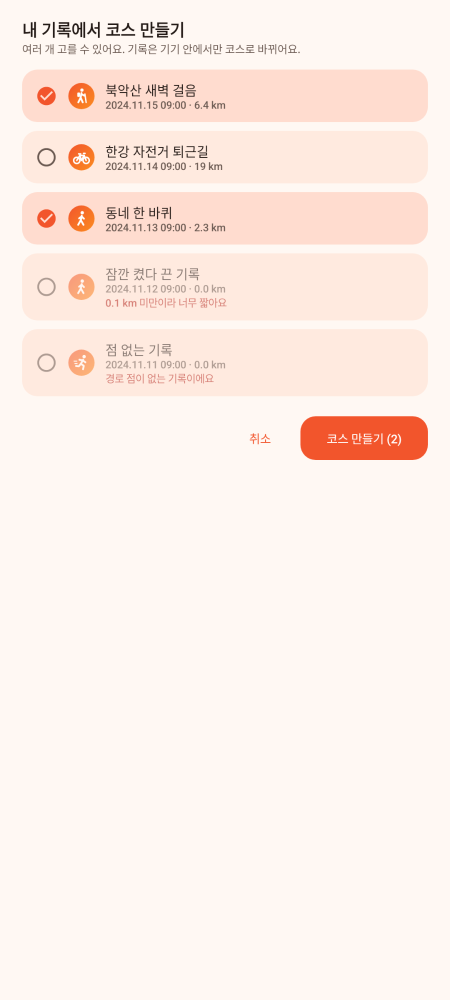 내 기록에서 코스 만들기
여러 개 고를 수 있어요. 기록은 기기 안에서만 코스로 바뀌어요.
북악산 새벽 걸음
2024.11.15 09:00 · 6.4 km
한강 자전거 퇴근길
2024.11.14 09:00 · 19 km
동네 한 바퀴
2024.11.13 09:00 · 2.3 km
잠깐 켰다 끈 기록
2024.11.12 09:00 · 0.0 km
0.1 km 미만이라 너무 짧아요
점 없는 기록
2024.11.11 09:00 · 0.0 km
경로 점이 없는 기록이에요
취소
코스 만들기 (2)